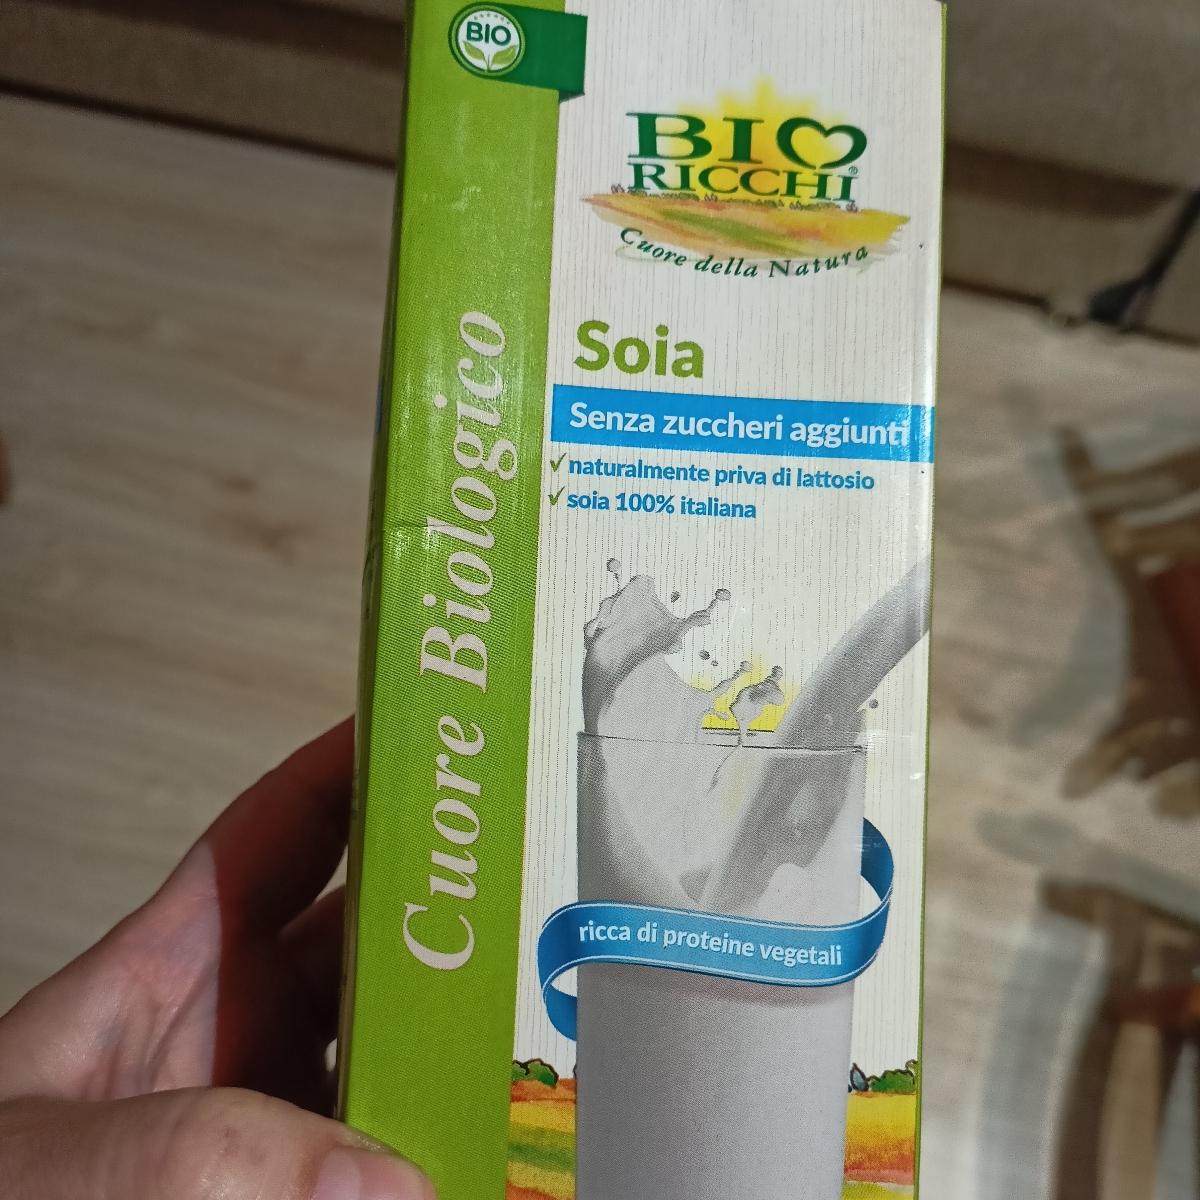 BIO
BIO
RICCHI®
Cuore della Natura
Soia
Senza zuccheri aggiunti
✓naturalmente priva di lattosio
✓soia 100% italiana
Cuore Biologico
ricca di proteine vegetali